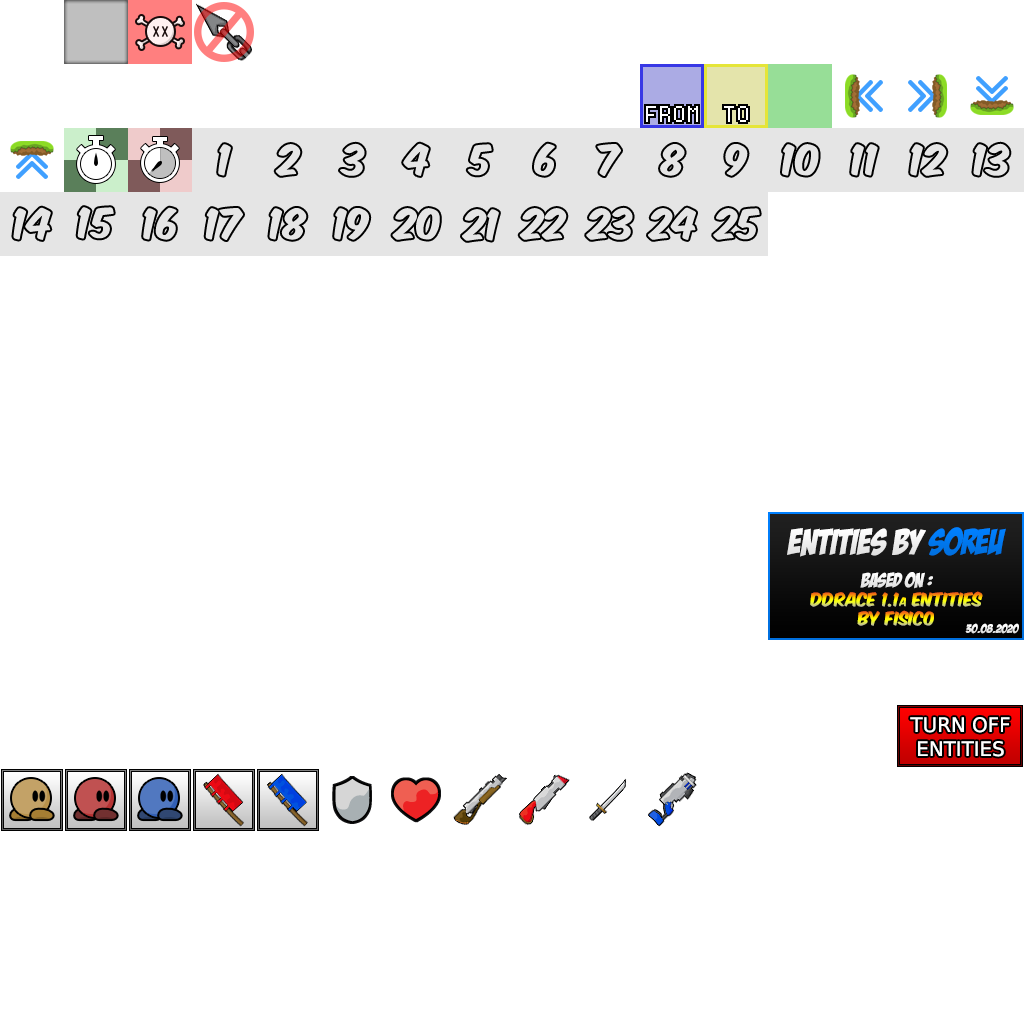 XX
FROM TO
1 2 3 4 5 6 7 8 9 10 11 12 13
14 15 16 17 18 19 20 21 22 23 24 25
ENTITIES BY SOREU
BASED ON :
DDRACE 1.1A ENTITIES
BY FISICO
30.08.2020
TURN OFF
ENTITIES